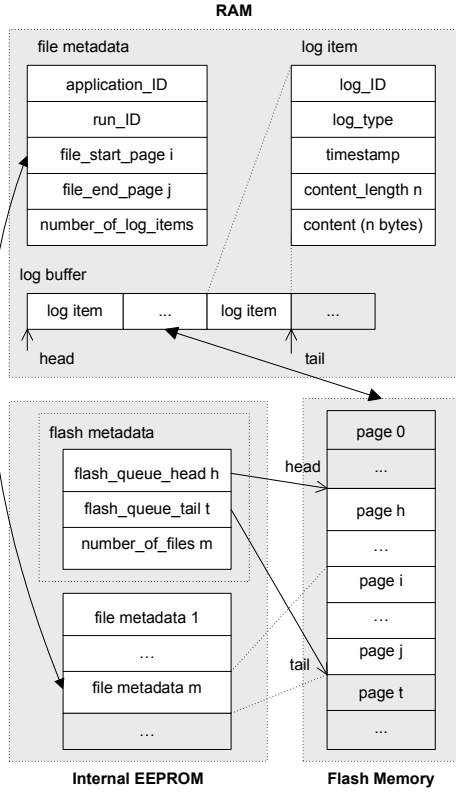 RAM
file metadata
application_ID
run_ID
file_start_page i
file_end_page j
number_of_log_items
log item
log_ID
log_type
timestamp
content_length n
content (n bytes)
log buffer
log item
...
log item
...
head
tail
flash metadata
flash_queue_head h
flash_queue_tail t
number_of_files m
file metadata 1
...
file metadata m
...
head
tail
page 0
...
page h
...
page i
...
page j
page t
...
Internal EEPROM
Flash Memory